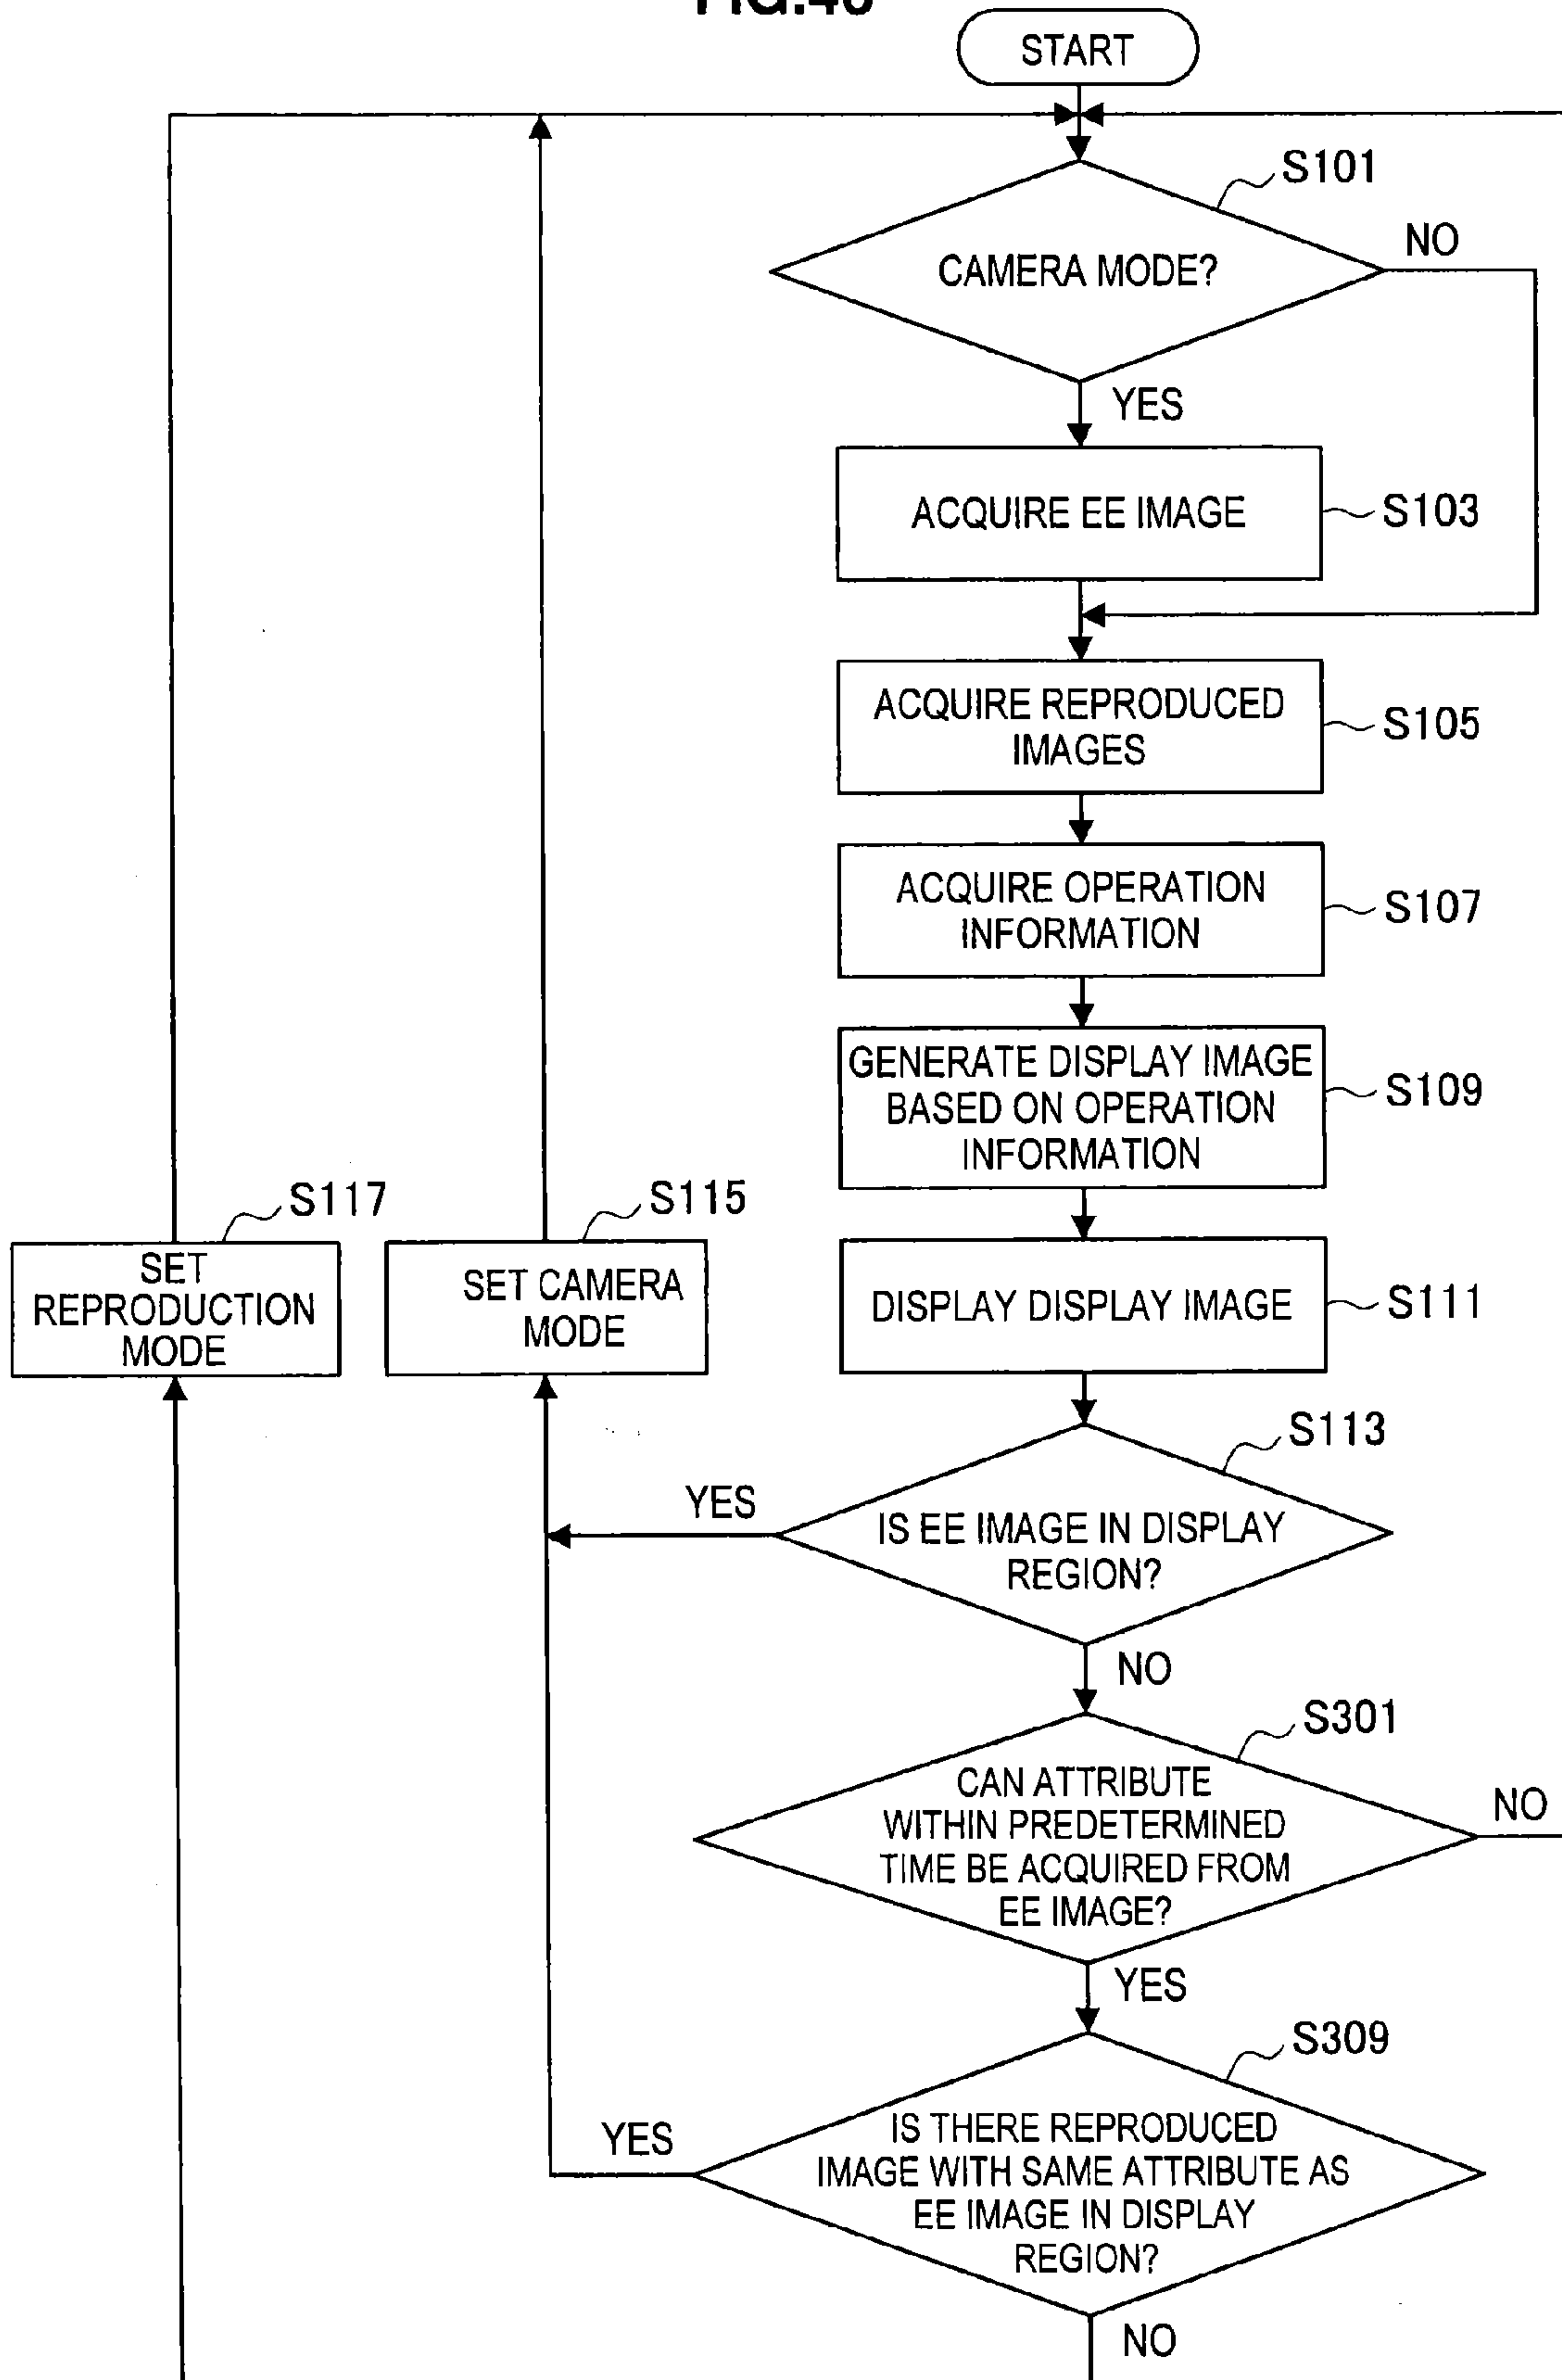 START
S101
CAMERA MODE?
NO
YES
ACQUIRE EE IMAGE
S103
ACQUIRE REPRODUCED
IMAGES
S105
ACQUIRE OPERATION
INFORMATION
S107
GENERATE DISPLAY IMAGE
BASED ON OPERATION
INFORMATION
S109
S117
SET
REPRODUCTION
MODE
S115
SET CAMERA
MODE
DISPLAY DISPLAY IMAGE
S111
S113
YES
IS EE IMAGE IN DISPLAY
REGION?
NO
S301
CAN ATTRIBUTE
WITHIN PREDETERMINED
TIME BE ACQUIRED FROM
EE IMAGE?
NO
YES
S309
YES
IS THERE REPRODUCED
IMAGE WITH SAME ATTRIBUTE AS
EE IMAGE IN DISPLAY
REGION?
NO